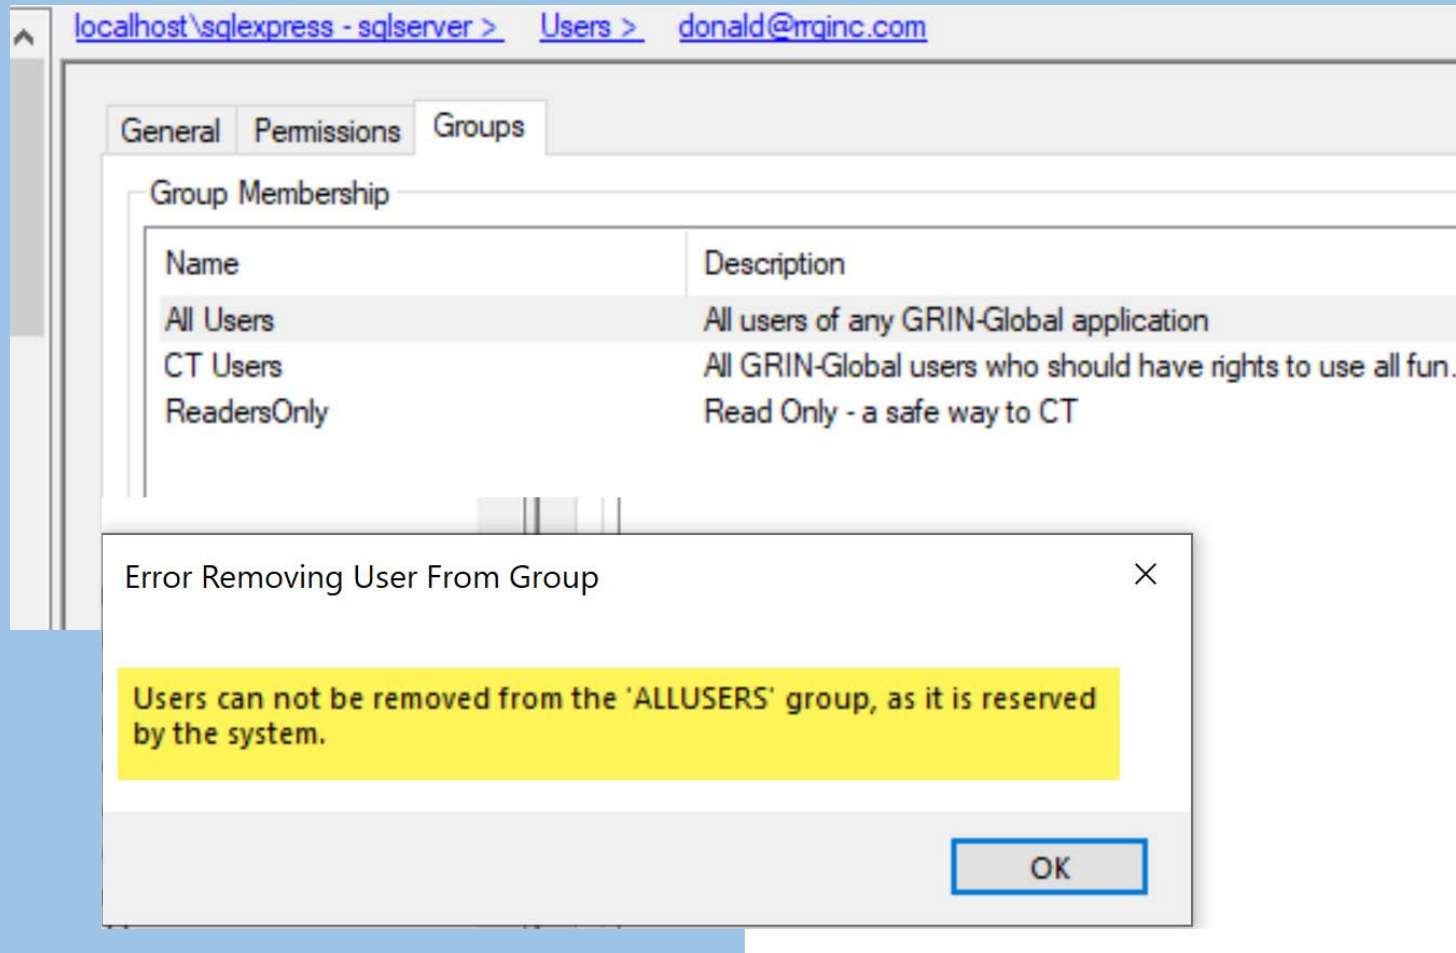 localhost\sqlexpress - sqlserver > Users > donald@rrginc.com
General Permissions Groups
Group Membership
Name Description
All Users All users of any GRIN-Global application
CT Users All GRIN-Global users who should have rights to use all fun...
ReadersOnly Read Only - a safe way to CT
Error Removing User From Group
Users can not be removed from the 'ALLUSERS' group, as it is reserved
by the system.
OK